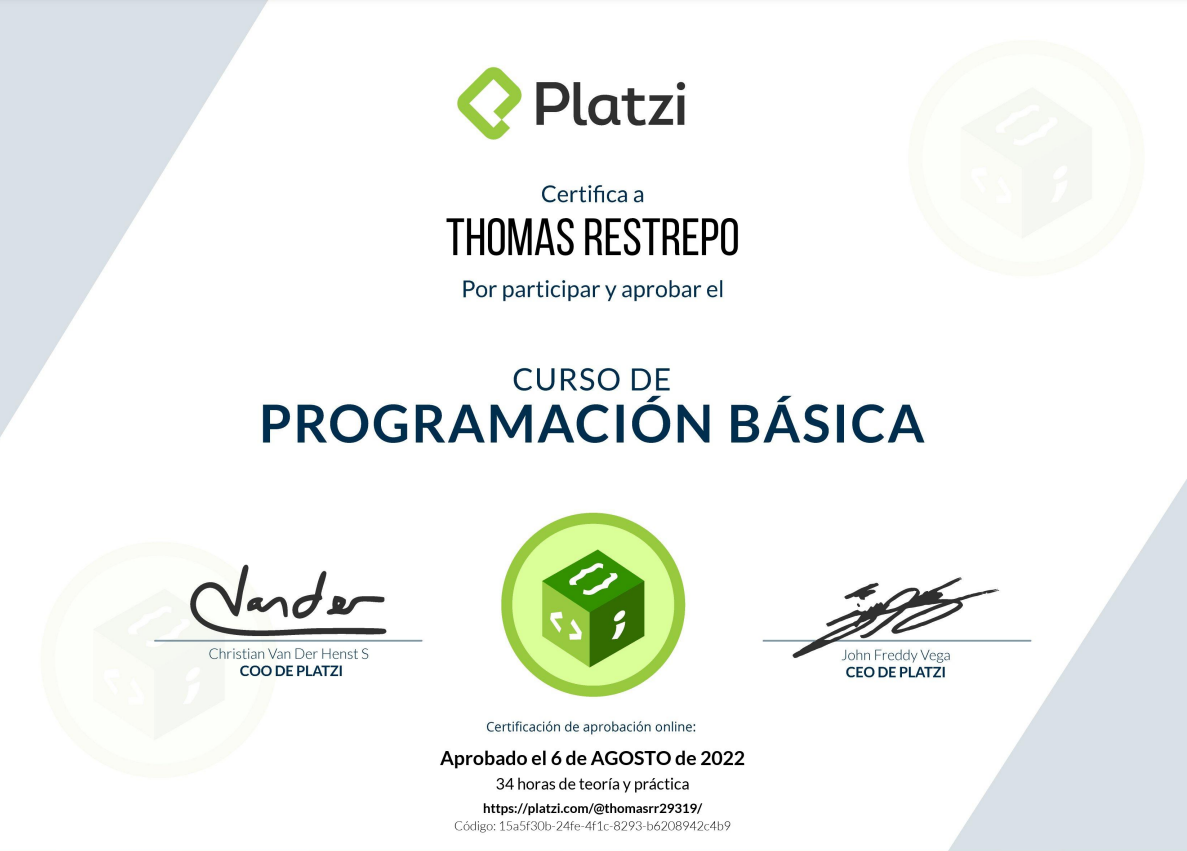 Platzi
Certifica a
THOMAS RESTREPO
Por participar y aprobar el
CURSO DE
PROGRAMACIÓN BÁSICA
Vander
Christian Van Der Henst S
COO DE PLATZI
John Freddy Vega
CEO DE PLATZI
Certificación de aprobación online:
Aprobado el 6 de AGOSTO de 2022
34 horas de teoría y práctica
https://platzi.com/@thomasrr29319/
Código: 15a5f30b-24fe-4f1c-8293-b6208942c4b9